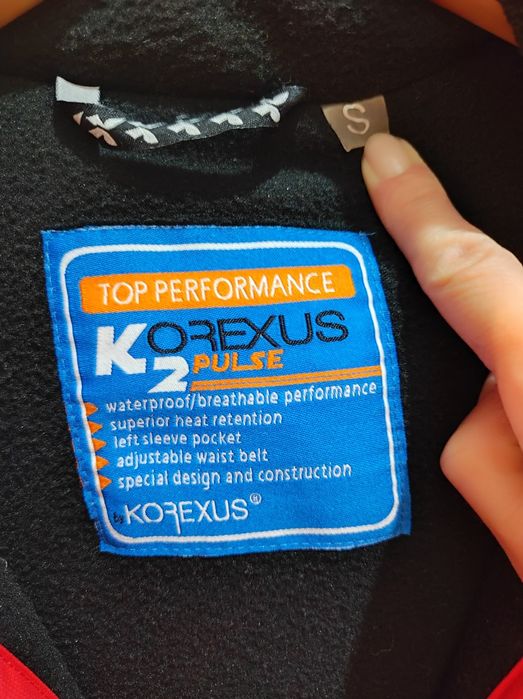 S
TOP PERFORMANCE
KOREXUS
K2 PULSE
waterproof/breathable performance
superior heat retention
left sleeve pocket
adjustable waist belt
special design and construction
by KOREXUS®